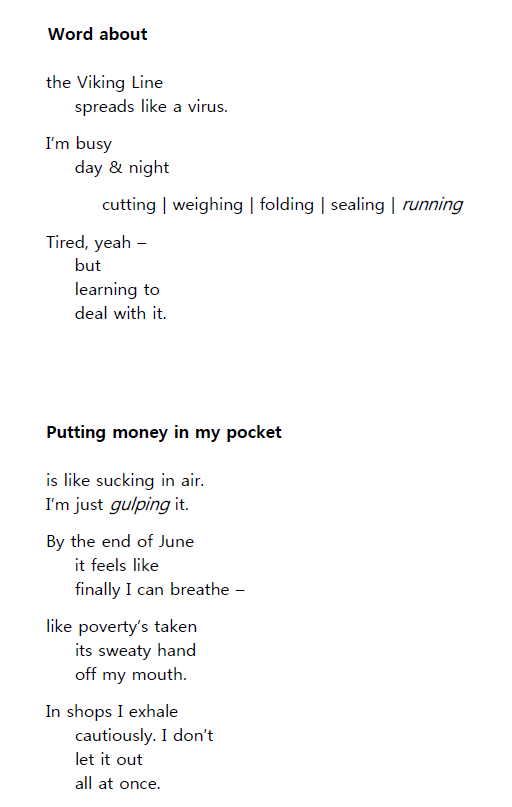 Word about
the Viking Line
spreads like a virus.
I'm busy
day & night
cutting | weighing | folding | sealing | running
Tired, yeah –
but
learning to
deal with it.
Putting money in my pocket
is like sucking in air.
I'm just gulping it.
By the end of June
it feels like
finally I can breathe –
like poverty's taken
its sweaty hand
off my mouth.
In shops I exhale
cautiously. I don't
let it out
all at once.